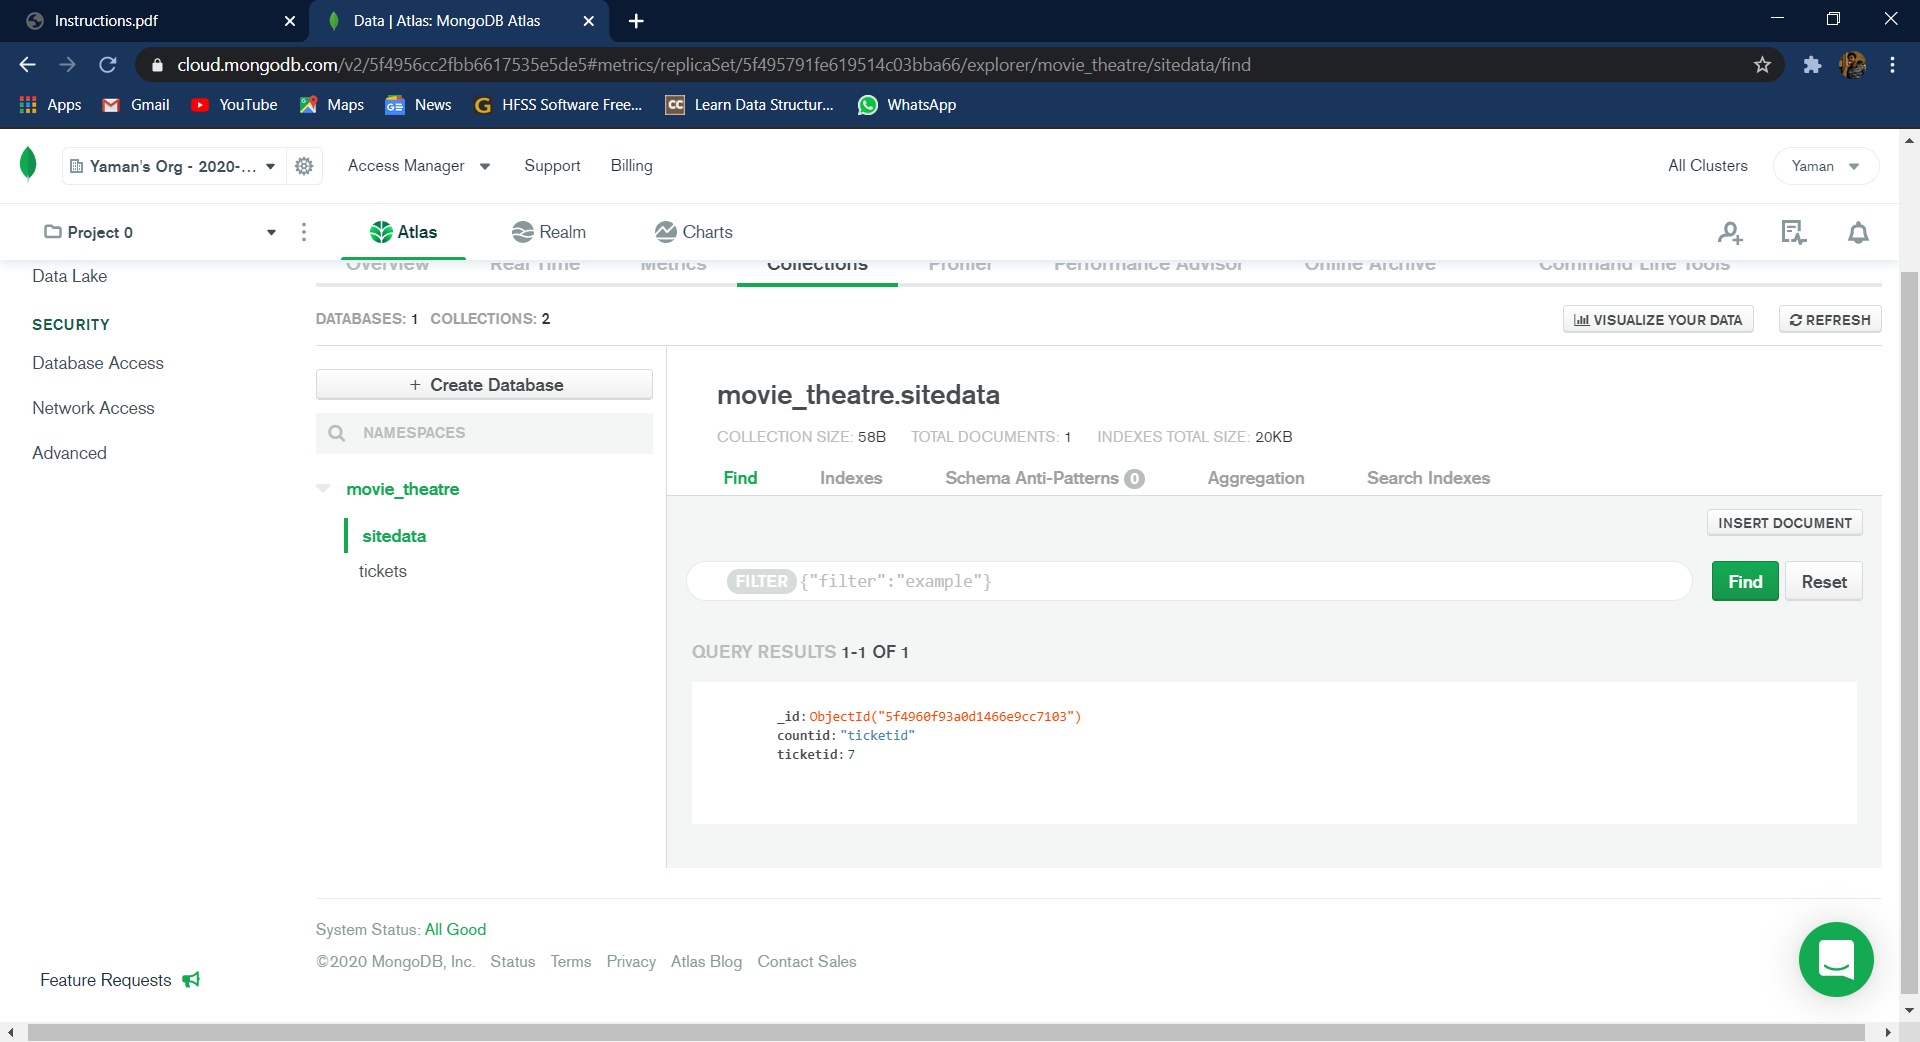 Instructions.pdf
Data | Atlas: MongoDB Atlas
cloud.mongodb.com/v2/5f4956cc2fbb6617535e5de5#metrics/replicaSet/5f495791fe619514c03bba66/explorer/movie_theatre/sitedata/find
Apps Gmail YouTube Maps News HFSS Software Free... Learn Data Structur... WhatsApp
Yaman's Org - 2020-... Access Manager Support Billing All Clusters Yaman
Project 0 Atlas Realm Charts
Overview Real Time Metrics Collections Profiler Performance Advisor Online Archive Command Line Tools
Data Lake
SECURITY
Database Access
Network Access
Advanced
Feature Requests
DATABASES: 1 COLLECTIONS: 2
VISUALIZE YOUR DATA REFRESH
+ Create Database
NAMESPACES
movie_theatre
sitedata
tickets
movie_theatre.sitedata
COLLECTION SIZE: 58B TOTAL DOCUMENTS: 1 INDEXES TOTAL SIZE: 20KB
Find Indexes Schema Anti-Patterns 0 Aggregation Search Indexes
INSERT DOCUMENT
FILTER {"filter":"example"} Find Reset
QUERY RESULTS 1-1 OF 1
_id: ObjectId("5f4960f93a0d1466e9cc7103")
countid: "ticketid"
ticketid: 7
System Status: All Good
©2020 MongoDB, Inc. Status Terms Privacy Atlas Blog Contact Sales